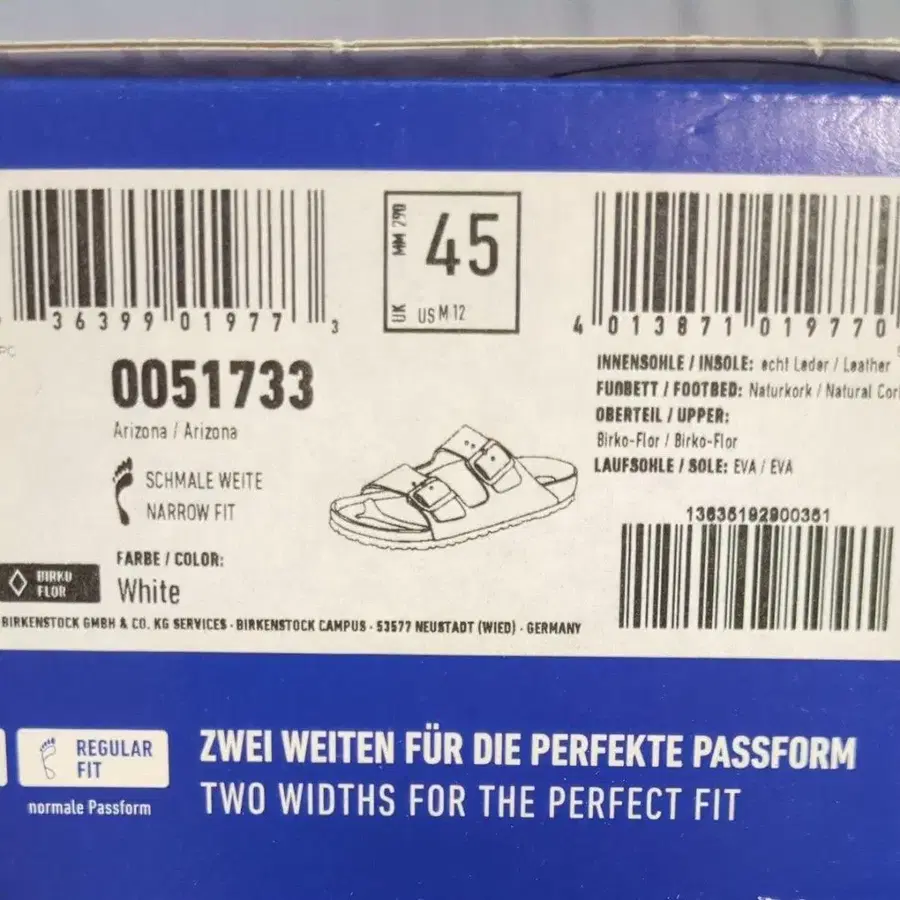 36399 01977 3
MM 290
45
UK
US M 12
4 013871 019770
PC
0051733
Arizona / Arizona
SCHMALE WEITE
NARROW FIT
FARBE / COLOR:
White
BIRKO
FLOR
INNENSOHLE / INSOLE: echt Leder / Leather
FUßBETT / FOOTBED: Naturkork / Natural Cor
OBERTEIL / UPPER:
Birko-Flor / Birko-Flor
LAUFSOHLE / SOLE: EVA / EVA
13635192900361
BIRKENSTOCK GMBH & CO. KG SERVICES · BIRKENSTOCK CAMPUS · 53577 NEUSTADT (WIED) · GERMANY
REGULAR
FIT
normale Passform
ZWEI WEITEN FÜR DIE PERFEKTE PASSFORM
TWO WIDTHS FOR THE PERFECT FIT